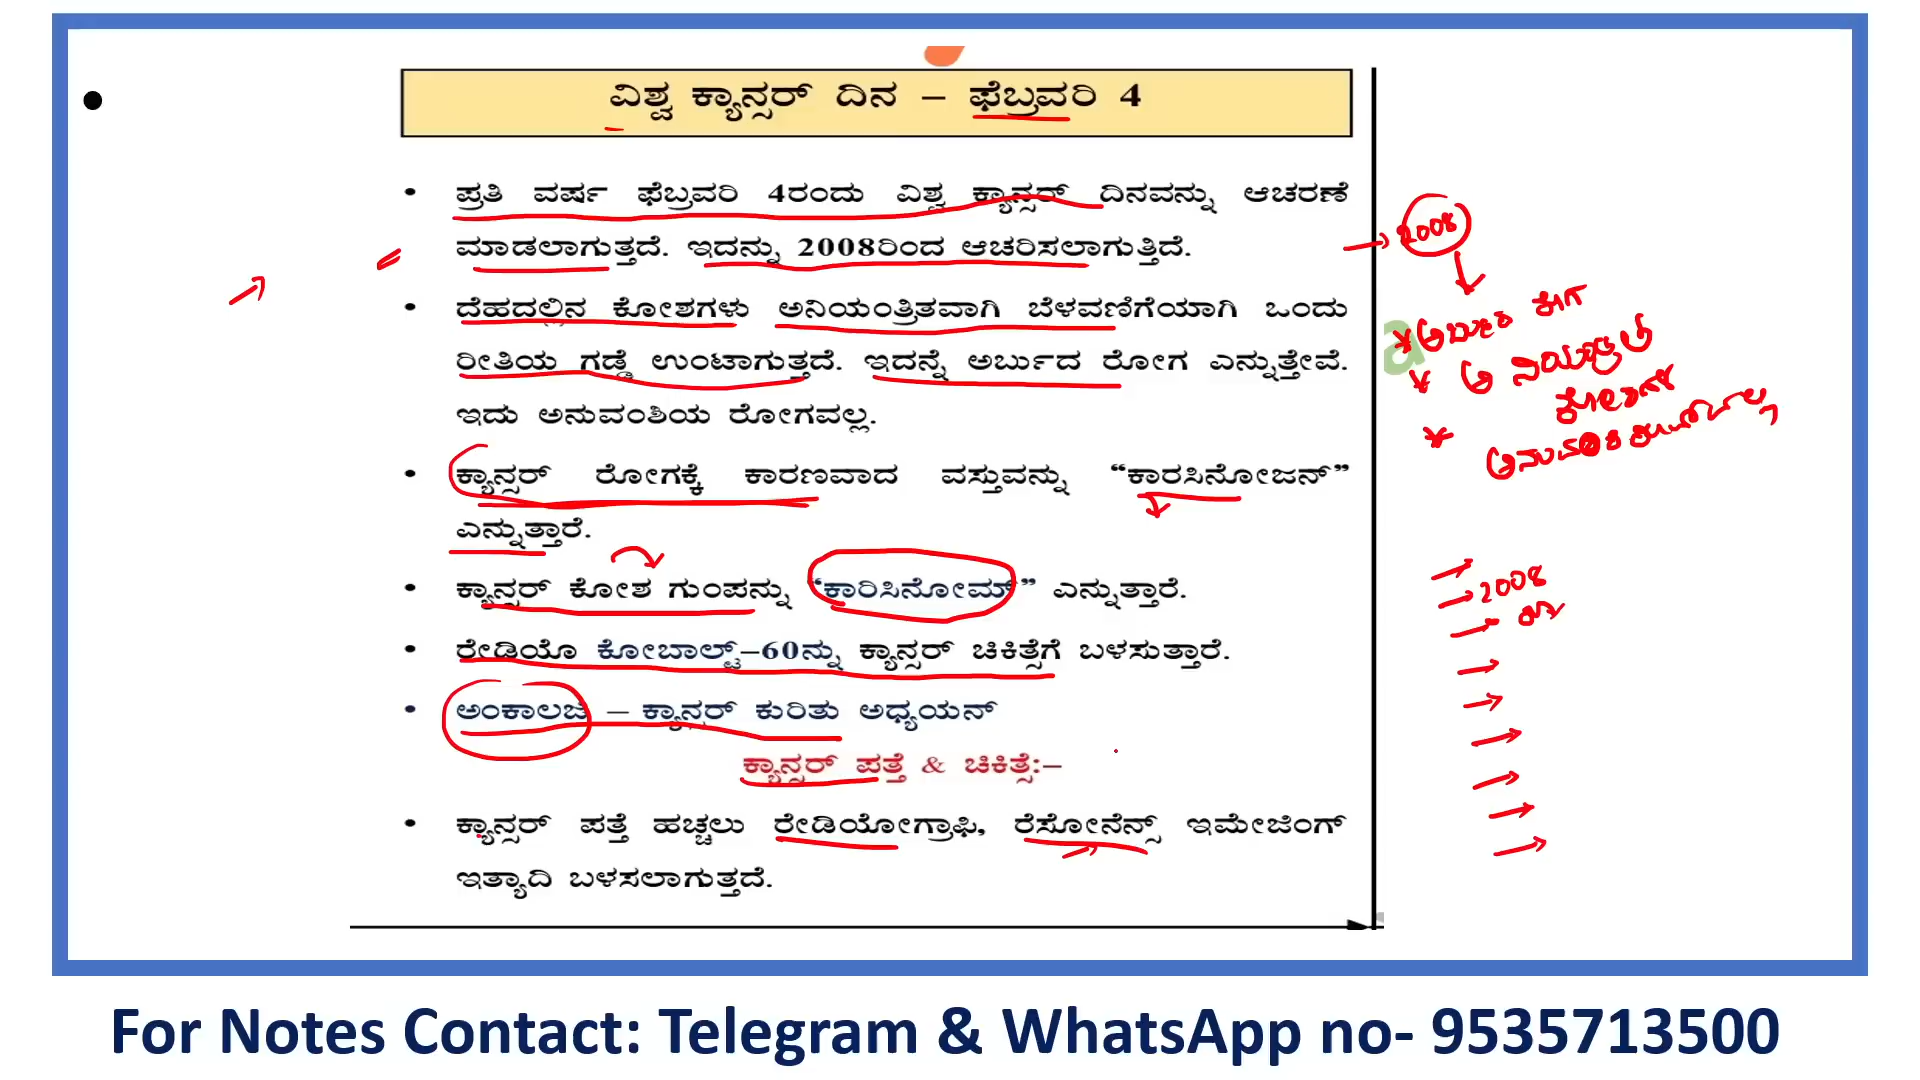 ವಿಶ್ವ ಕ್ಯಾನ್ಸರ್ ದಿನ – ಫೆಬ್ರವರಿ 4
• ಪ್ರತಿ ವರ್ಷ ಫೆಬ್ರವರಿ 4ರಂದು ವಿಶ್ವ ಕ್ಯಾನ್ಸರ್ ದಿನವನ್ನು ಆಚರಣೆ
ಮಾಡಲಾಗುತ್ತದೆ. ಇದನ್ನು 2008ರಿಂದ ಆಚರಿಸಲಾಗುತ್ತಿದೆ.
2008
• ದೆಹದಲ್ಲಿನ ಕೋಶಗಳು ಅನಿಯಂತ್ರಿತವಾಗಿ ಬೆಳವಣಿಗೆಯಾಗಿ ಒಂದು
ರೀತಿಯ ಗಡ್ಡೆ ಉಂಟಾಗುತ್ತದೆ. ಇದನ್ನೆ ಅರ್ಬುದ ರೋಗ ಎನ್ನುತ್ತೇವೆ.
ಇದು ಅನುವಂಶಿಯ ರೋಗವಲ್ಲ.
• ಕ್ಯಾನ್ಸರ್ ರೋಗಕ್ಕೆ ಕಾರಣವಾದ ವಸ್ತುವನ್ನು “ಕಾರಸಿನೋಜನ್”
ಎನ್ನುತ್ತಾರೆ.
• ಕ್ಯಾನ್ಸರ್ ಕೋಶ ಗುಂಪನ್ನು “ಕಾರಿಸಿನೋಮ್” ಎನ್ನುತ್ತಾರೆ.
2008
• ರೇಡಿಯೊ ಕೋಬಾಲ್ಟ್–60ನ್ನು ಕ್ಯಾನ್ಸರ್ ಚಿಕಿತ್ಸೆಗೆ ಬಳಸುತ್ತಾರೆ.
• ಅಂಕಾಲಜಿ – ಕ್ಯಾನ್ಸರ್ ಕುರಿತು ಅಧ್ಯಯನ್
ಕ್ಯಾನ್ಸರ್ ಪತ್ತೆ & ಚಿಕಿತ್ಸೆ:–
• ಕ್ಯಾನ್ಸರ್ ಪತ್ತೆ ಹಚ್ಚಲು ರೇಡಿಯೋಗ್ರಾಫಿ, ರೆಸೋನೆನ್ಸ್ ಇಮೇಜಿಂಗ್
ಇತ್ಯಾದಿ ಬಳಸಲಾಗುತ್ತದೆ.
For Notes Contact: Telegram & WhatsApp no- 9535713500